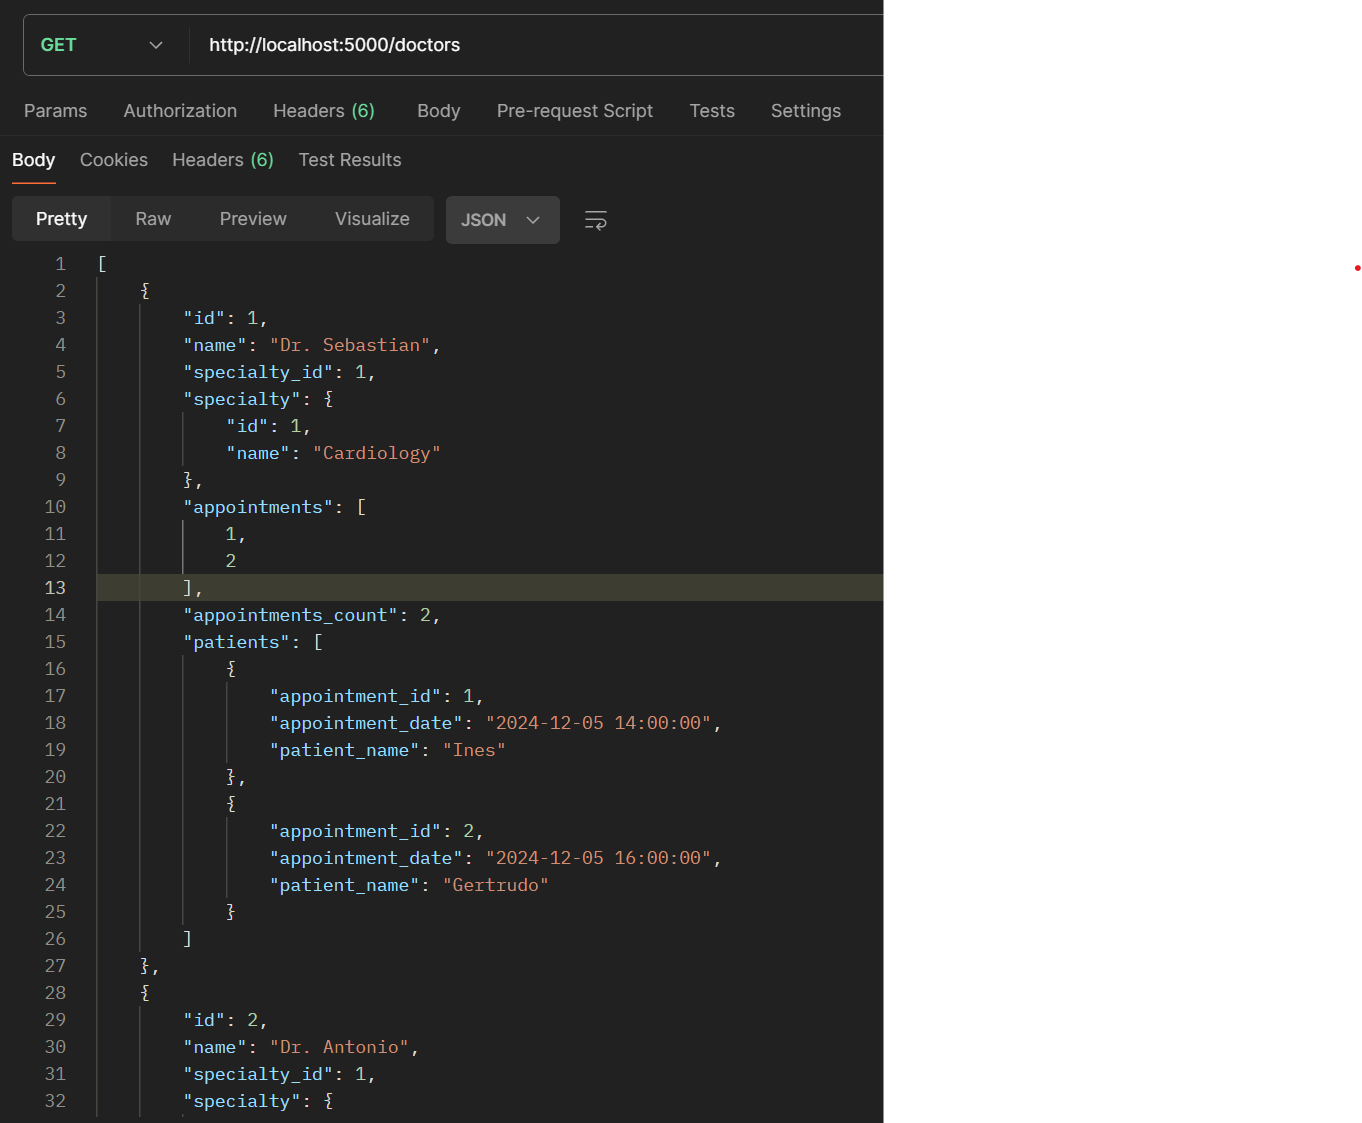 GET http://localhost:5000/doctors
Params Authorization Headers (6) Body Pre-request Script Tests Settings
Body Cookies Headers (6) Test Results
Pretty Raw Preview Visualize JSON
1 [
2 {
3 "id": 1,
4 "name": "Dr. Sebastian",
5 "specialty_id": 1,
6 "specialty": {
7 "id": 1,
8 "name": "Cardiology"
9 },
10 "appointments": [
11 1,
12 2
13 ],
14 "appointments_count": 2,
15 "patients": [
16 {
17 "appointment_id": 1,
18 "appointment_date": "2024-12-05 14:00:00",
19 "patient_name": "Ines"
20 },
21 {
22 "appointment_id": 2,
23 "appointment_date": "2024-12-05 16:00:00",
24 "patient_name": "Gertrudo"
25 }
26 ]
27 },
28 {
29 "id": 2,
30 "name": "Dr. Antonio",
31 "specialty_id": 1,
32 "specialty": {